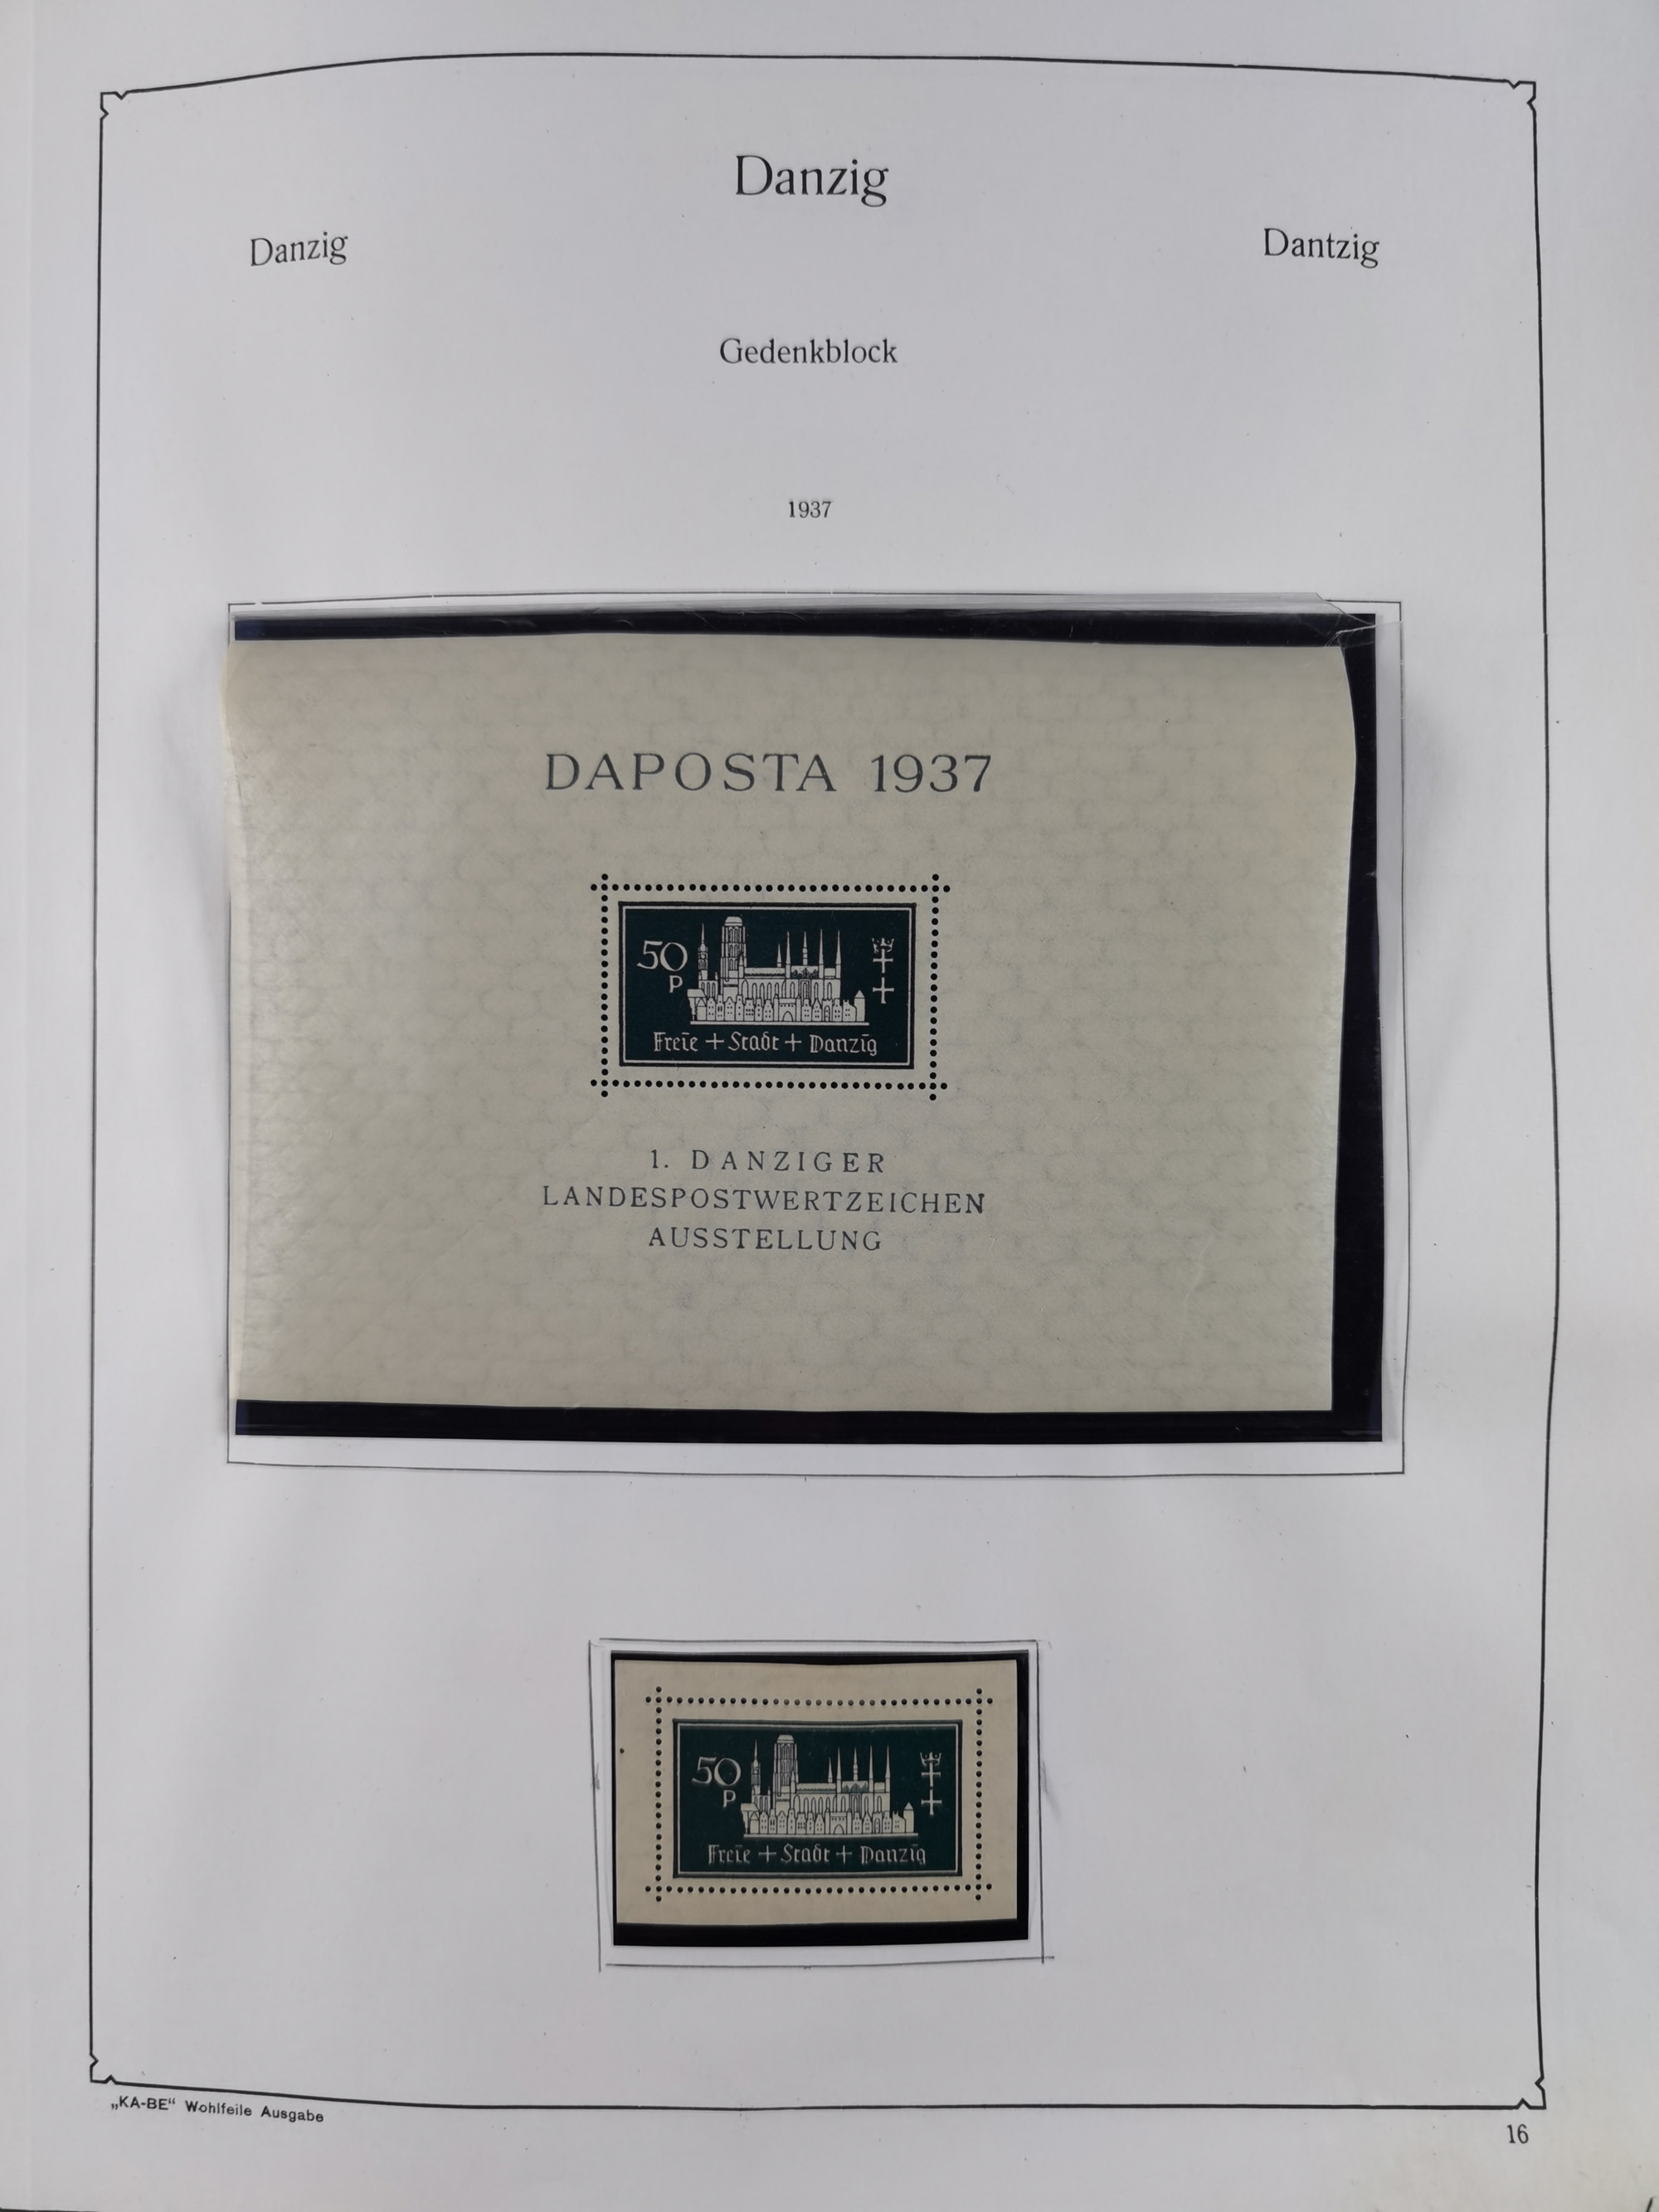 Danzig
Danzig
Dantzig
Gedenkblock
1937
DAPOSTA 1937
50
P
Freie + Stadt + Danzig
1. DANZIGER
LANDESPOSTWERTZEICHEN
AUSSTELLUNG
50
P
Freie + Stadt + Danzig
„KA-BE“ Wohlfeile Ausgabe
16